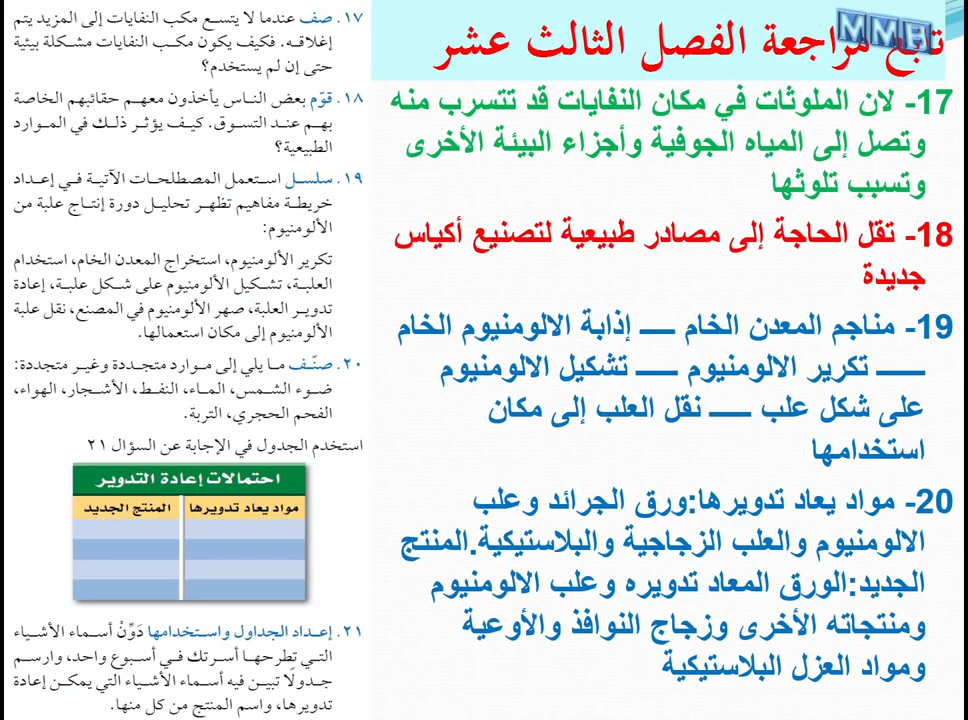 MMH
تابع مراجعة الفصل الثالث عشر
17- لان الملوثات في مكان النفايات قد تتسرب منه
وتصل إلى المياه الجوفية وأجزاء البيئة الأخرى
وتسبب تلوثها
18- تقل الحاجة إلى مصادر طبيعية لتصنيع أكياس
جديدة
19- مناجم المعدن الخام ـــ إذابة الالومنيوم الخام
ـــــ تكرير الالومنيوم ــــ تشكيل الالومنيوم
على شكل علب ــــ نقل العلب إلى مكان
استخدامها
20- مواد يعاد تدويرها:ورق الجرائد وعلب
الالومنيوم والعلب الزجاجية والبلاستيكية.المنتج
الجديد:الورق المعاد تدويره وعلب الالومنيوم
ومنتجاته الأخرى وزجاج النوافذ والأوعية
ومواد العزل البلاستيكية
١٧. صف عندما لا يتسع مكب النفايات إلى المزيد يتم
إغلاقه. فكيف يكون مكب النفايات مشكلة بيئية
حتى إن لم يستخدم؟
١٨. قوّم بعض الناس يأخذون معهم حقائبهم الخاصة
بهم عند التسوق. كيف يؤثر ذلك في الموارد
الطبيعية؟
١٩. سلسل استعمل المصطلحات الآتية في إعداد
خريطة مفاهيم تظهر تحليل دورة إنتاج علبة من
الألومنيوم:
تكرير الألومنيوم، استخراج المعدن الخام، استخدام
العلبة، تشكيل الألومنيوم على شكل علبة، إعادة
تدوير العلبة، صهر الألومنيوم في المصنع، نقل علبة
الألومنيوم إلى مكان استعمالها.
٢٠. صنّف ما يلي إلى موارد متجددة وغير متجددة:
ضوء الشمس، الماء، النفط، الأشجار، الهواء،
الفحم الحجري، التربة.
استخدم الجدول في الإجابة عن السؤال ٢١
احتمالات إعادة التدوير
مواد يعاد تدويرها المنتج الجديد
٢١. إعداد الجداول واستخدامها دَوِّنْ أسماء الأشياء
التي تطرحها أسرتك في أسبوع واحد، وارسم
جدولًا تبين فيه أسماء الأشياء التي يمكن إعادة
تدويرها، واسم المنتج من كل منها.